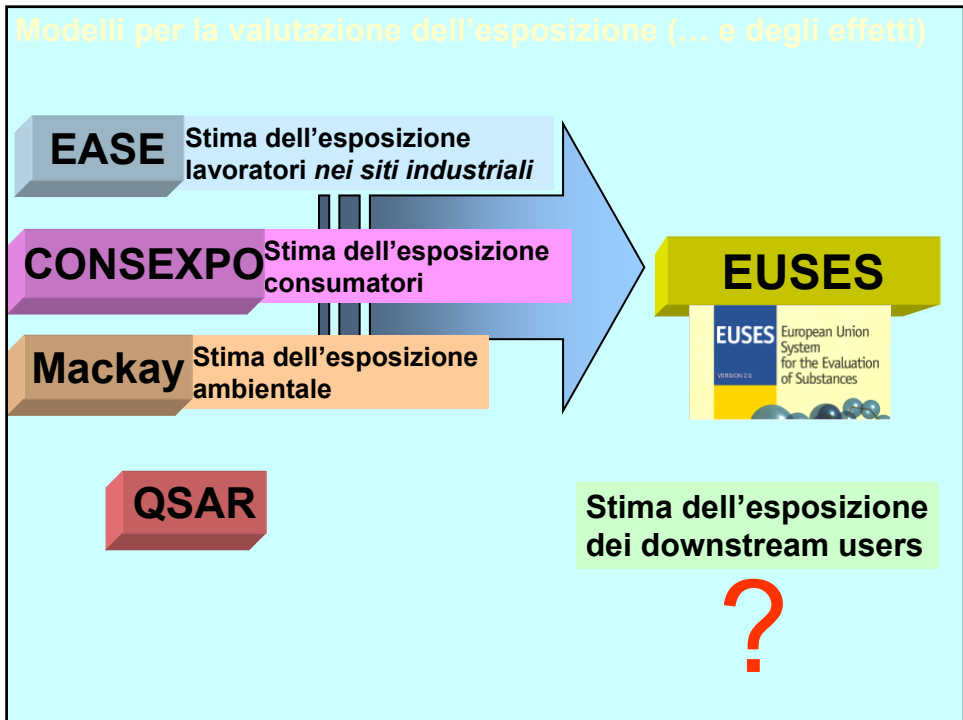 Modelli per la valutazione dell’esposizione (… e degli effetti)
EASE
Stima dell’esposizione
lavoratori nei siti industriali
CONSEXPO
Stima dell’esposizione
consumatori
Mackay
Stima dell’esposizione
ambientale
EUSES
EUSES
European Union
System
for the Evaluation
of Substances
VERSION 2.0
QSAR
Stima dell’esposizione
dei downstream users
?